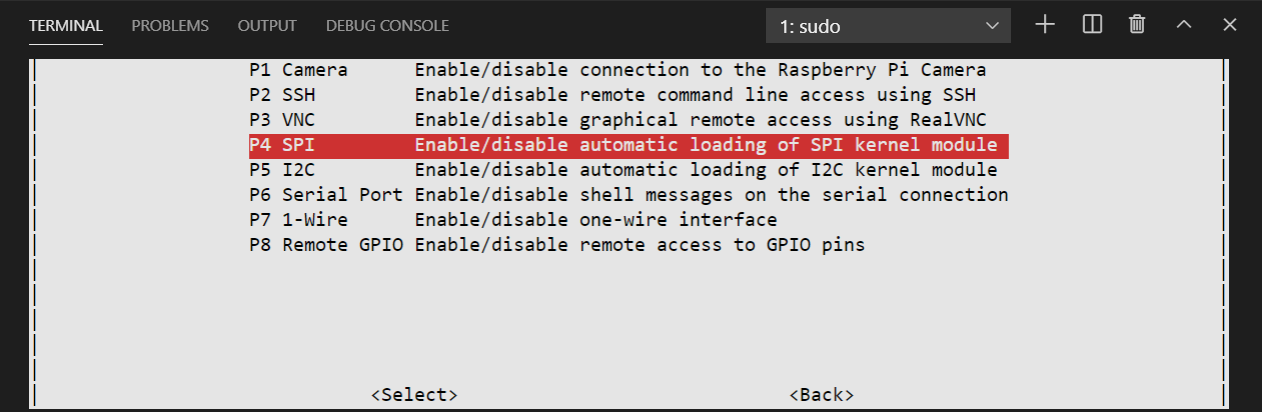 TERMINAL PROBLEMS OUTPUT DEBUG CONSOLE 1: sudo
P1 Camera Enable/disable connection to the Raspberry Pi Camera
P2 SSH Enable/disable remote command line access using SSH
P3 VNC Enable/disable graphical remote access using RealVNC
P4 SPI Enable/disable automatic loading of SPI kernel module
P5 I2C Enable/disable automatic loading of I2C kernel module
P6 Serial Port Enable/disable shell messages on the serial connection
P7 1-Wire Enable/disable one-wire interface
P8 Remote GPIO Enable/disable remote access to GPIO pins
<Select> <Back>